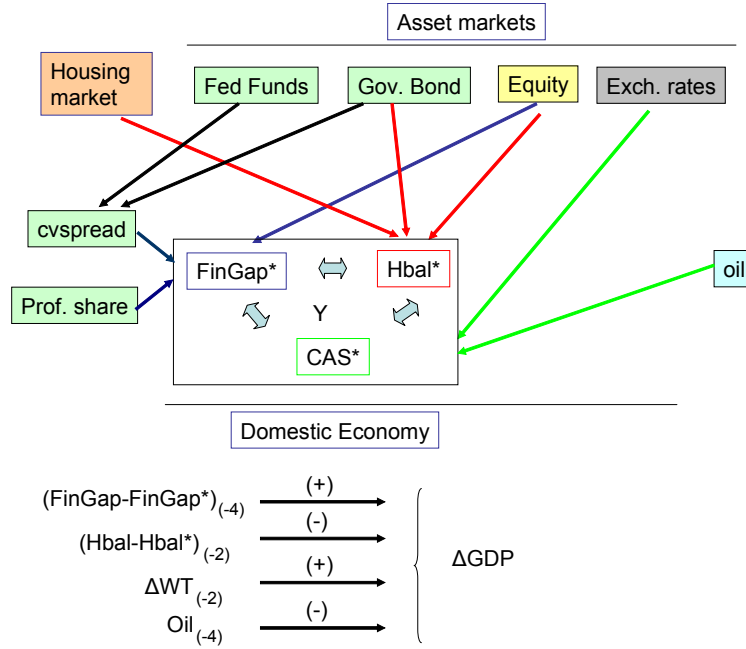 Asset markets
Housing
market
Fed Funds
Gov. Bond
Equity
Exch. rates
cvspread
FinGap*
Hbal*
oil
Prof. share
Y
CAS*
Domestic Economy
(FinGap-FinGap*)(-4)
(+)
(Hbal-Hbal*)(-2)
(-)
ΔWT(-2)
(+)
Oil(-4)
(-)
ΔGDP